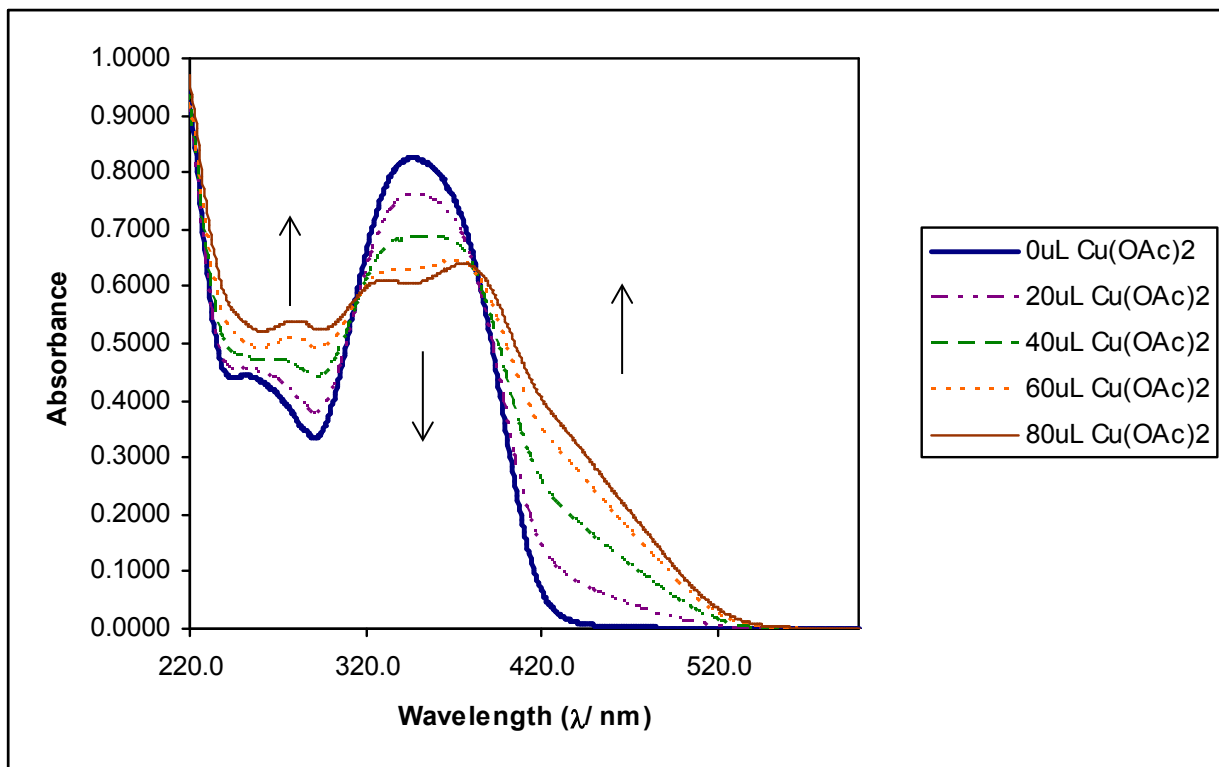 1.0000
0.9000
0.8000
0.7000
0.6000
0.5000
0.4000
0.3000
0.2000
0.1000
0.0000
Absorbance
220.0
320.0
420.0
520.0
Wavelength (λ/ nm)
0uL Cu(OAc)2
20uL Cu(OAc)2
40uL Cu(OAc)2
60uL Cu(OAc)2
80uL Cu(OAc)2